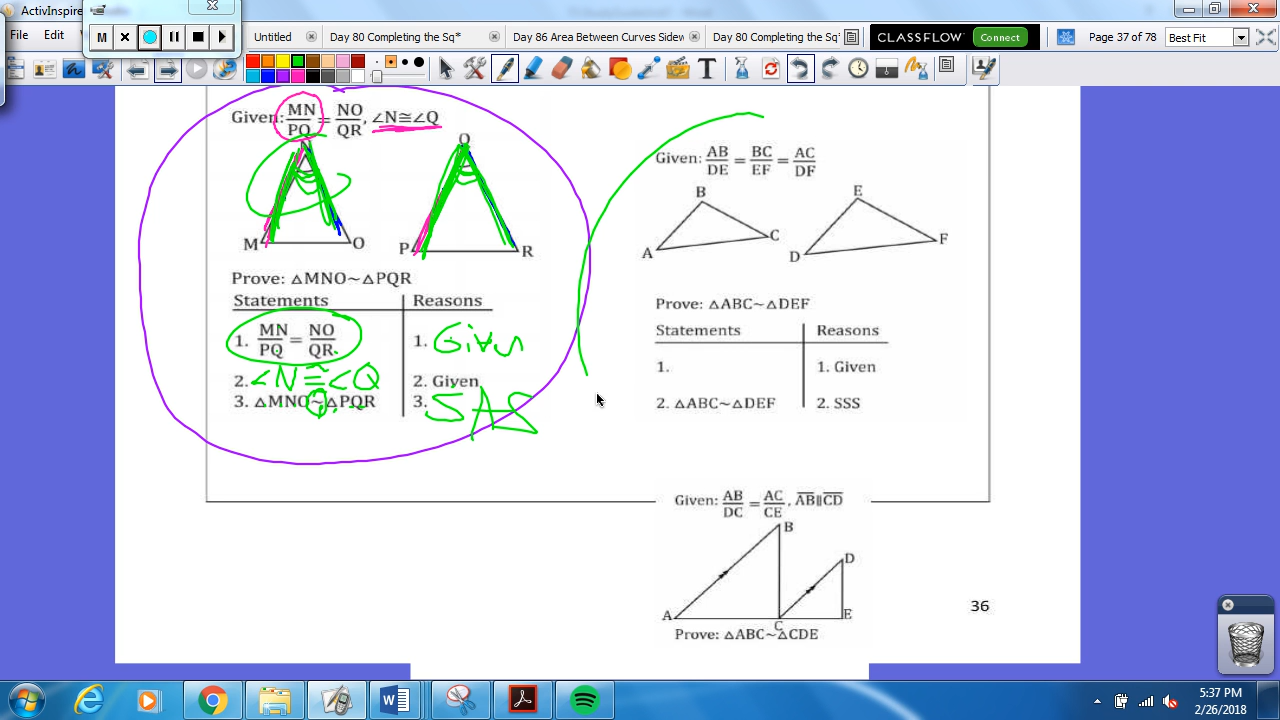 ActivInspire
File Edit
M
Untitled
Day 80 Completing the Sq*
Day 86 Area Between Curves Sidew
Day 80 Completing the Sq
CLASSFLOW Connect
Page 37 of 78
Best Fit
Given: MN/PQ = NO/QR, ∠N≅∠Q
N
M O
Q
P R
Prove: △MNO~△PQR
Statements Reasons
1. MN/PQ = NO/QR. 1. Given
2. ∠N≅∠Q 2. Given
3. △MNO~△PQR 3. SAS
Given: AB/DE = BC/EF = AC/DF
B
A C
E
D F
Prove: △ABC~△DEF
Statements Reasons
1. 1. Given
2. △ABC~△DEF 2. SSS
Given: AB/DC = AC/CE, AB∥CD
B
D
A C E
Prove: △ABC~△CDE
36
5:37 PM
2/26/2018